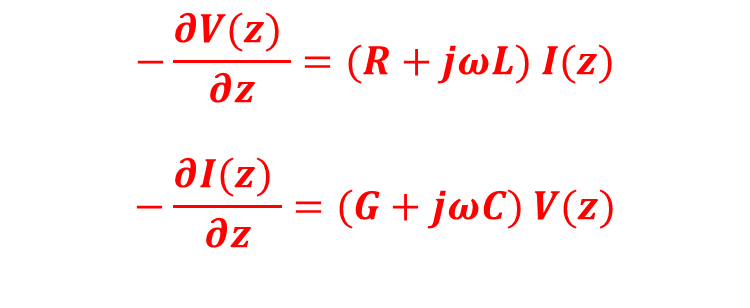 −∂V(z)/∂z = (R + jωL) I(z)
−∂I(z)/∂z = (G + jωC) V(z)